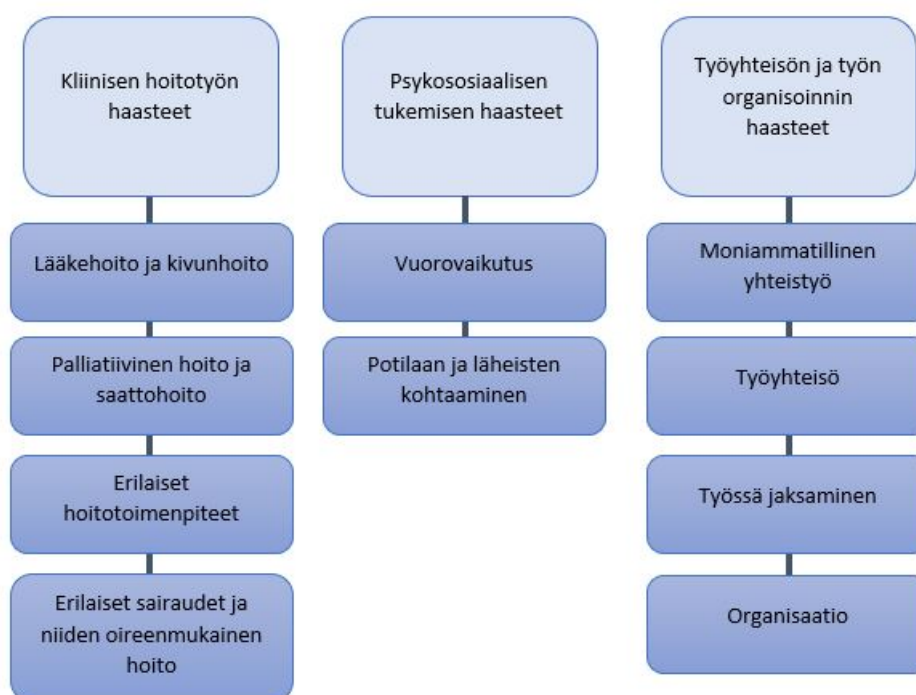 Kliinisen hoitotyön
haasteet
Lääkehoito ja kivunhoito
Palliatiivinen hoito ja
saattohoito
Erilaiset
hoitotoimenpiteet
Erilaiset sairaudet ja
niiden oireenmukainen
hoito
Psykososiaalisen
tukemisen haasteet
Vuorovaikutus
Potilaan ja läheisten
kohtaaminen
Työyhteisön ja työn
organisoinnin
haasteet
Moniammatillinen
yhteistyö
Työyhteisö
Työssä jaksaminen
Organisaatio